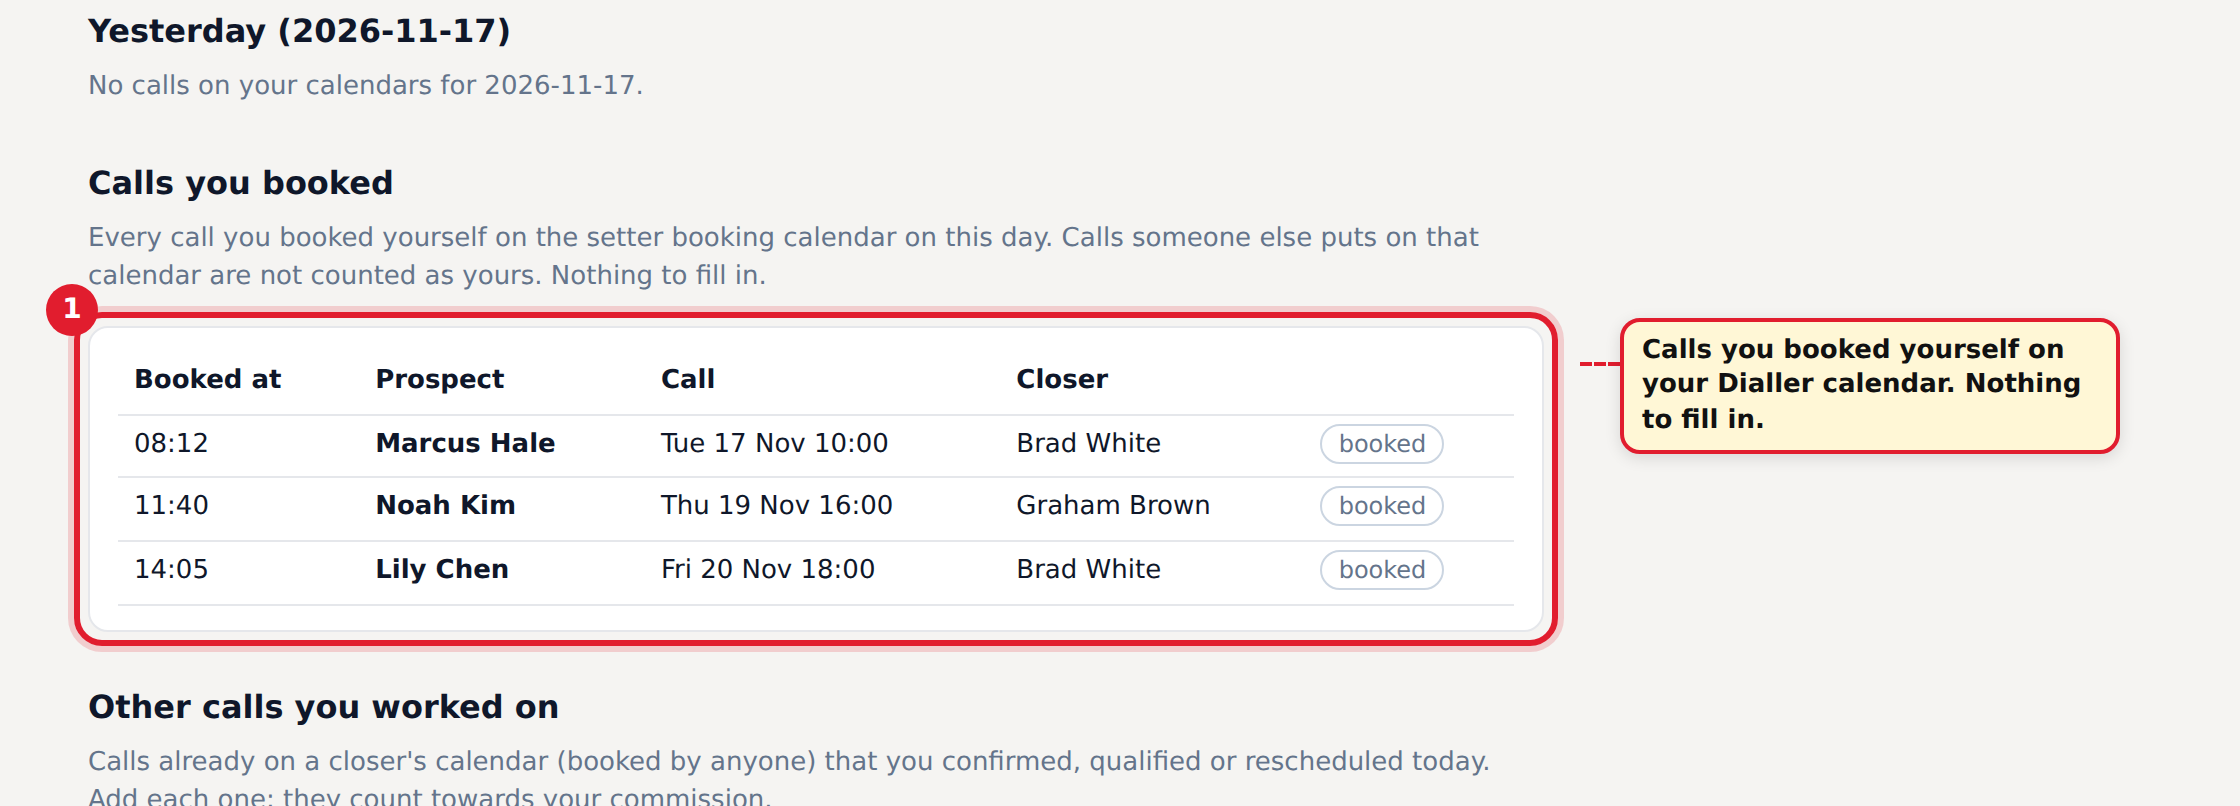 Yesterday (2026-11-17)
No calls on your calendars for 2026-11-17.
Calls you booked
Every call you booked yourself on the setter booking calendar on this day. Calls someone else puts on that
calendar are not counted as yours. Nothing to fill in.
1
Booked at Prospect Call Closer
08:12 Marcus Hale Tue 17 Nov 10:00 Brad White booked
11:40 Noah Kim Thu 19 Nov 16:00 Graham Brown booked
14:05 Lily Chen Fri 20 Nov 18:00 Brad White booked
Calls you booked yourself on
your Dialler calendar. Nothing
to fill in.
Other calls you worked on
Calls already on a closer's calendar (booked by anyone) that you confirmed, qualified or rescheduled today.
Add each one; they count towards your commission.